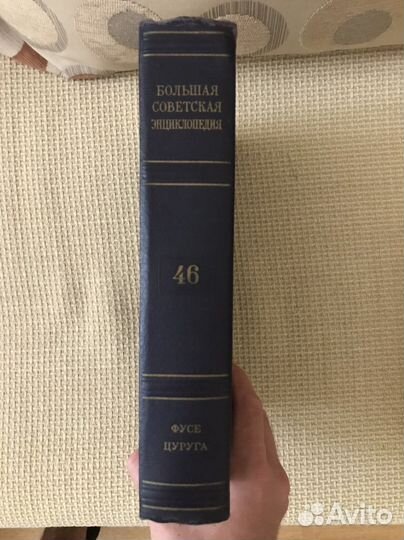 БОЛЬШАЯ
СОВЕТСКАЯ
ЭНЦИКЛОПЕДИЯ
46
ФУСЕ
ЦУРУГА
Avito